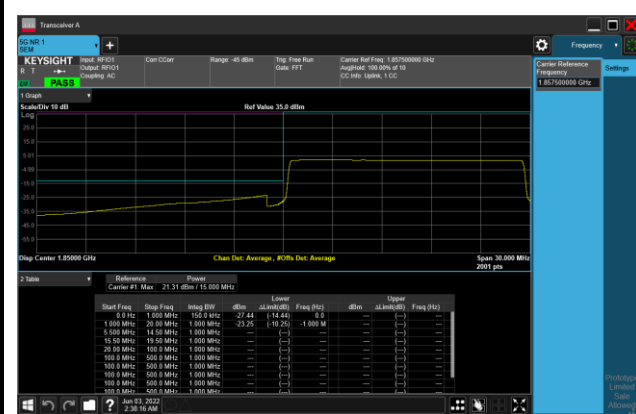 Transceiver A
5G NR 1
SEM
Frequency
KEYSIGHT Input: RFIO1 Corr CCorr Range: -45 dBm Trig: Free Run Carrier Ref Freq: 1.857500000 GHz
R T Output: RFIO1 Gate: FFT Avg|Hold: 100.00% of 10
Coupling: AC CC Info: Uplink, 1 CC
PASS
Carrier Reference
Frequency
1.857500000 GHz
Settings
1 Graph
Scale/Div 10 dB Ref Value 35.0 dBm
Log
25.0
15.0
5.01
-4.99
-15.0
-25.0
-35.0
-45.0
-55.0
Disp Center 1.85000 GHz Chan Det: Average , #Offs Det: Average Span 30.000 MHz
2001 pts
2 Table
Reference Power
Carrier #1 Max 21.31 dBm / 15.000 MHz
Lower Upper
Start Freq Stop Freq Integ BW dBm ΔLimit(dB) Freq (Hz) dBm ΔLimit(dB) Freq (Hz)
0.0 Hz 1.000 MHz 150.0 kHz -27.44 (-14.44) 0.0 --- (---) ---
1.000 MHz 20.00 MHz 1.000 MHz -23.25 (-10.25) -1.000 M --- (---) ---
5.500 MHz 14.50 MHz 1.000 MHz --- (---) --- --- (---) ---
15.50 MHz 19.50 MHz 1.000 MHz --- (---) --- --- (---) ---
20.00 MHz 100.0 MHz 1.000 MHz --- (---) --- --- (---) ---
100.0 MHz 500.0 MHz 1.000 MHz --- (---) --- --- (---) ---
100.0 MHz 500.0 MHz 1.000 MHz --- (---) --- --- (---) ---
100.0 MHz 500.0 MHz 1.000 MHz --- (---) --- --- (---) ---
100.0 MHz 500.0 MHz 1.000 MHz --- (---) --- --- (---) ---
Jun 03, 2022
2:38:16 AM
Prototype
Limited
Sale
Allowed